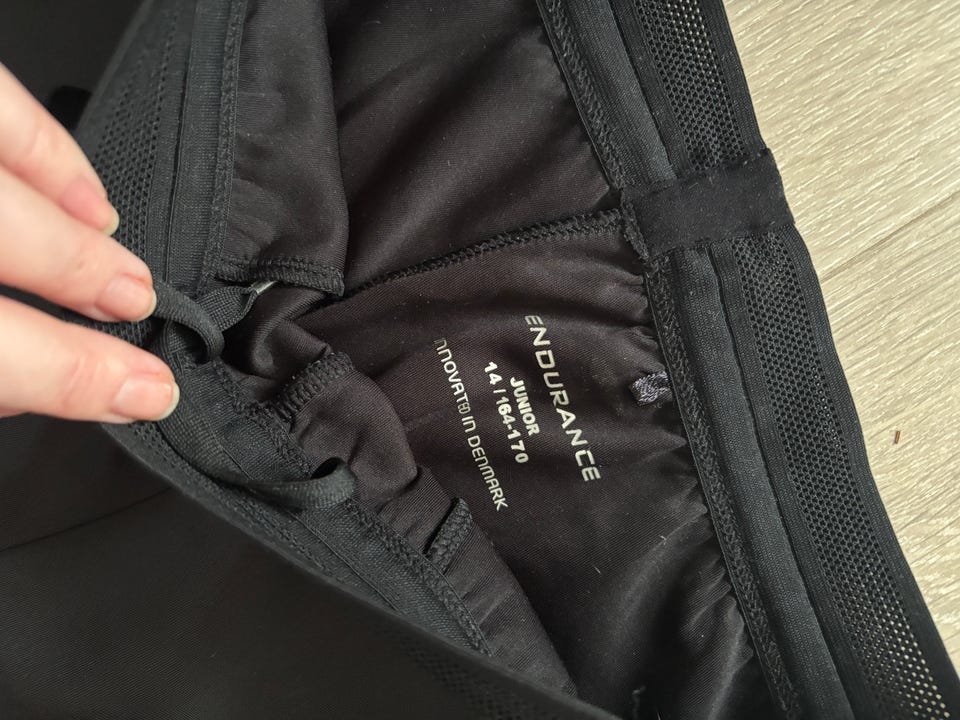 ENDURANCE
JUNIOR
14 / 164-170
INNOVATED IN DENMARK